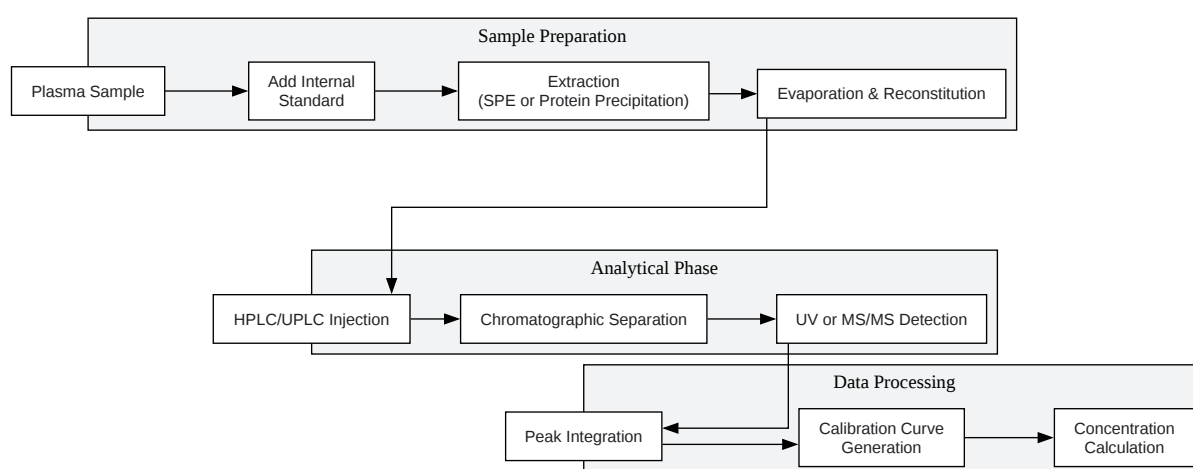 Sample Preparation
Plasma Sample
Add Internal
Standard
Extraction
(SPE or Protein Precipitation)
Evaporation & Reconstitution
Analytical Phase
HPLC/UPLC Injection
Chromatographic Separation
UV or MS/MS Detection
Data Processing
Peak Integration
Calibration Curve
Generation
Concentration
Calculation